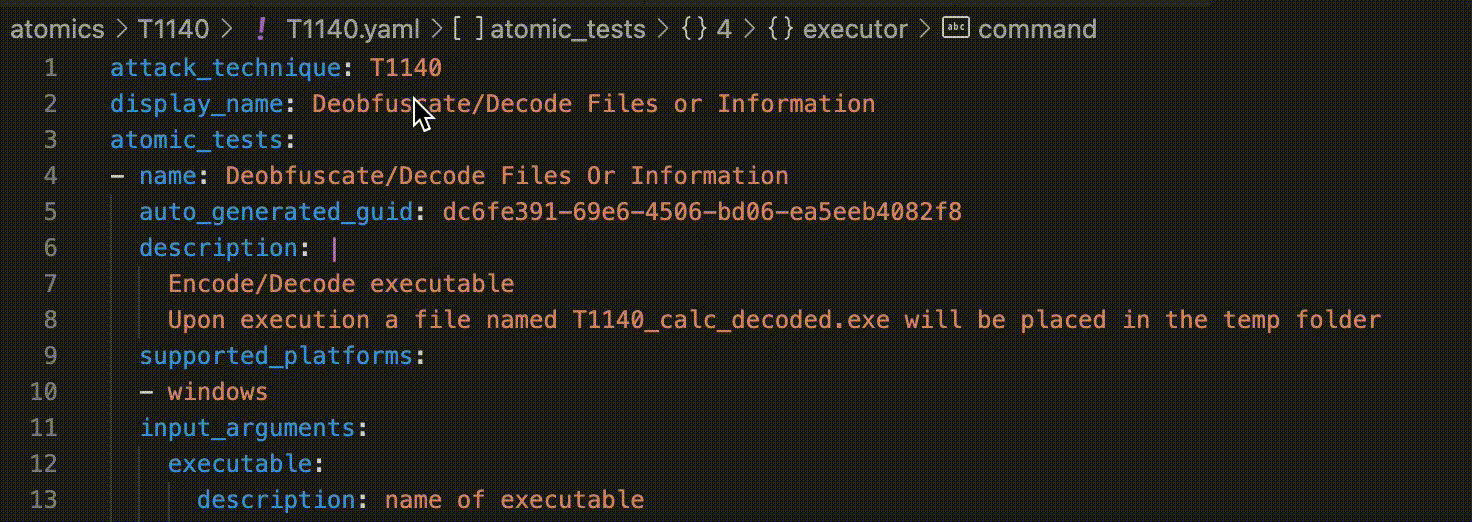 atomics > T1140 > ! T1140.yaml > [ ] atomic_tests > {} 4 > {} executor > abc command
1 attack_technique: T1140
2 display_name: Deobfuscate/Decode Files or Information
3 atomic_tests:
4 – name: Deobfuscate/Decode Files Or Information
5 auto_generated_guid: dc6fe391-69e6-4506-bd06-ea5eeb4082f8
6 description: |
7 Encode/Decode executable
8 Upon execution a file named T1140_calc_decoded.exe will be placed in the temp folder
9 supported_platforms:
10 – windows
11 input_arguments:
12 executable:
13 description: name of executable